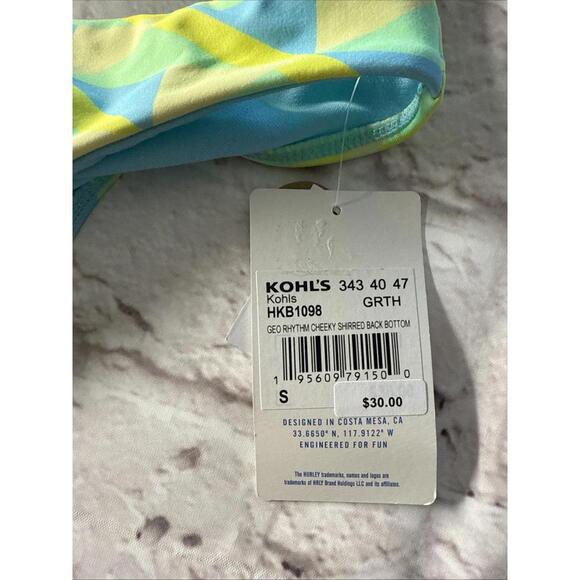 KOHL'S 343 40 47
Kohls GRTH
HKB1098
GEO RHYTHM CHEEKY SHIRRED BACK BOTTOM
1 95609 79150 0
S
$30.00
DESIGNED IN COSTA MESA, CA
33.6650° N, 117.9122° W
ENGINEERED FOR FUN
The HURLEY trademarks, names and logos are
trademarks of HRLY Brand Holdings LLC and its affiliates.